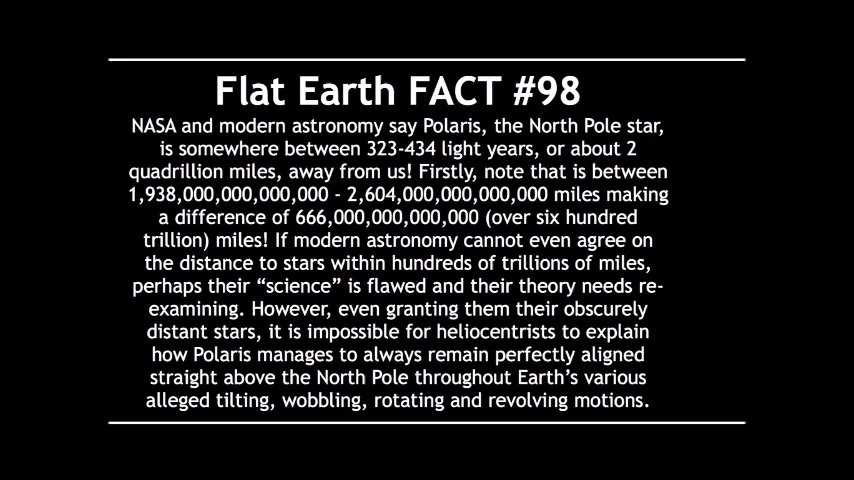 Flat Earth FACT #98
NASA and modern astronomy say Polaris, the North Pole star,
is somewhere between 323-434 light years, or about 2
quadrillion miles, away from us! Firstly, note that is between
1,938,000,000,000,000 - 2,604,000,000,000,000 miles making
a difference of 666,000,000,000,000 (over six hundred
trillion) miles! If modern astronomy cannot even agree on
the distance to stars within hundreds of trillions of miles,
perhaps their “science” is flawed and their theory needs re-
examining. However, even granting them their obscurely
distant stars, it is impossible for heliocentrists to explain
how Polaris manages to always remain perfectly aligned
straight above the North Pole throughout Earth’s various
alleged tilting, wobbling, rotating and revolving motions.